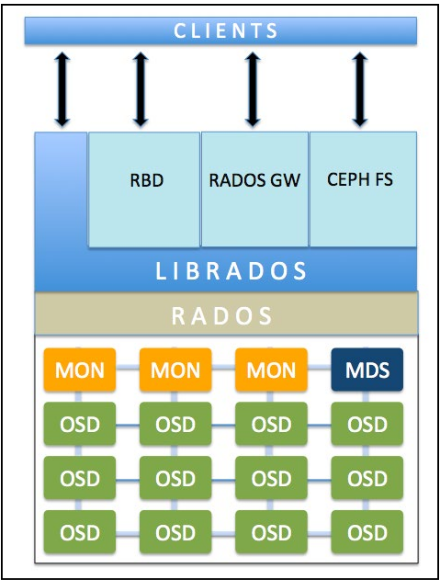 CLIENTS
RBD RADOS GW CEPH FS
LIBRADOS
RADOS
MON MON MON MDS
OSD OSD OSD OSD
OSD OSD OSD OSD
OSD OSD OSD OSD